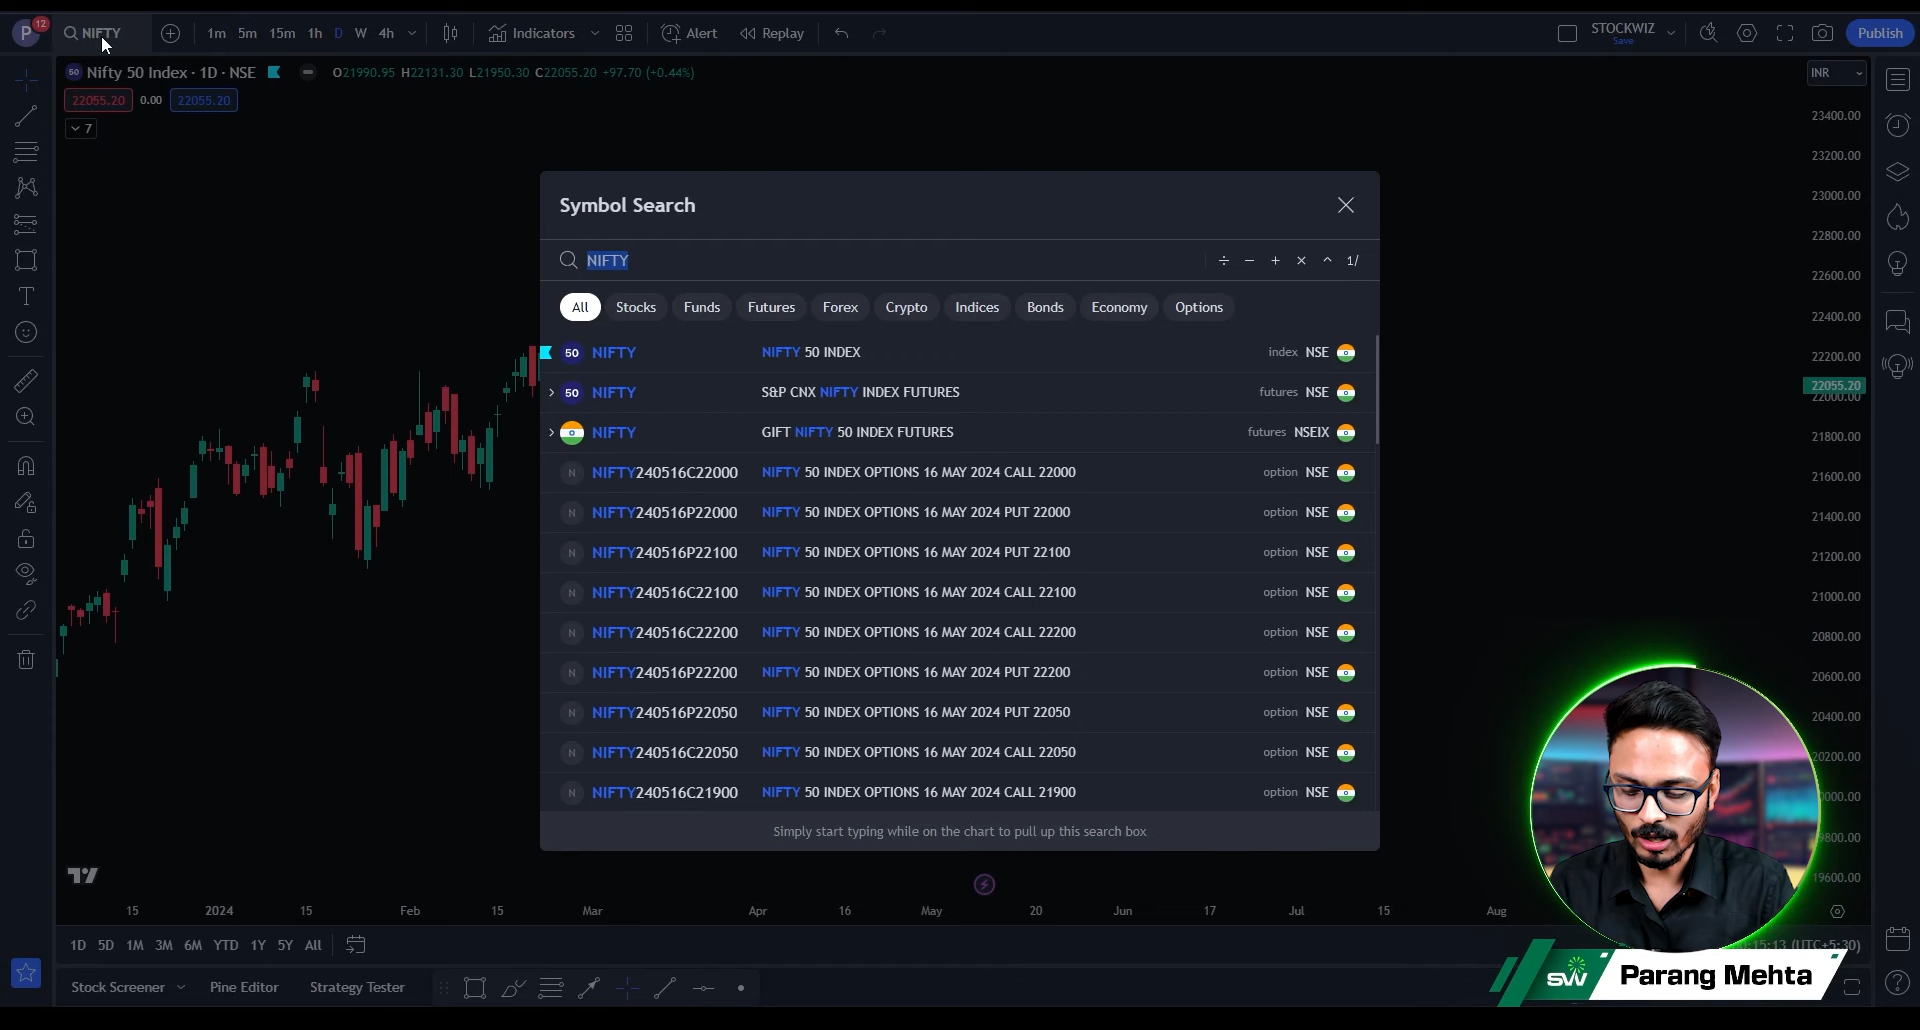 P 12 NIFTY 1m 5m 15m 1h D W 4h Indicators Alert Replay STOCKWIZ Save Publish
50 Nifty 50 Index · 1D · NSE O21990.95 H22131.30 L21950.30 C22055.20 +97.70 (+0.44%) INR
22055.20 0.00 22055.20
7
Symbol Search
NIFTY ÷ − + × ^ 1/
All Stocks Funds Futures Forex Crypto Indices Bonds Economy Options
50 NIFTY NIFTY 50 INDEX index NSE
50 NIFTY S&P CNX NIFTY INDEX FUTURES futures NSE
NIFTY GIFT NIFTY 50 INDEX FUTURES futures NSEIX
N NIFTY240516C22000 NIFTY 50 INDEX OPTIONS 16 MAY 2024 CALL 22000 option NSE
N NIFTY240516P22000 NIFTY 50 INDEX OPTIONS 16 MAY 2024 PUT 22000 option NSE
N NIFTY240516P22100 NIFTY 50 INDEX OPTIONS 16 MAY 2024 PUT 22100 option NSE
N NIFTY240516C22100 NIFTY 50 INDEX OPTIONS 16 MAY 2024 CALL 22100 option NSE
N NIFTY240516C22200 NIFTY 50 INDEX OPTIONS 16 MAY 2024 CALL 22200 option NSE
N NIFTY240516P22200 NIFTY 50 INDEX OPTIONS 16 MAY 2024 PUT 22200 option NSE
N NIFTY240516P22050 NIFTY 50 INDEX OPTIONS 16 MAY 2024 PUT 22050 option NSE
N NIFTY240516C22050 NIFTY 50 INDEX OPTIONS 16 MAY 2024 CALL 22050 option NSE
N NIFTY240516C21900 NIFTY 50 INDEX OPTIONS 16 MAY 2024 CALL 21900 option NSE
Simply start typing while on the chart to pull up this search box
23400.00
23200.00
23000.00
22800.00
22600.00
22400.00
22200.00
22055.20
22000.00
21800.00
21600.00
21400.00
21200.00
21000.00
20800.00
20600.00
20400.00
15 2024 15 Feb 15 Mar Apr 16 May 20 Jun 17 Jul 15 Aug
1D 5D 1M 3M 6M YTD 1Y 5Y All (UTC+5:30)
Stock Screener Pine Editor Strategy Tester
SW Parang Mehta